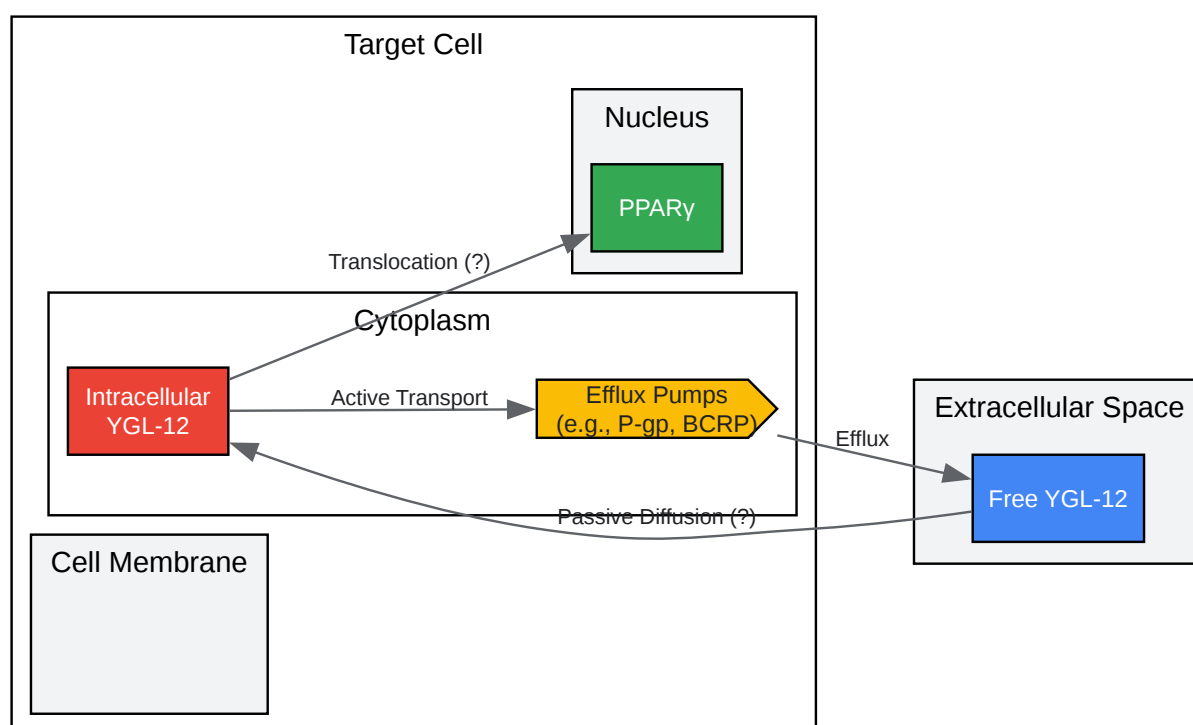 Target Cell
Nucleus
PPARγ
Translocation (?)
Cytoplasm
Intracellular
YGL-12
Active Transport
Efflux Pumps
(e.g., P-gp, BCRP)
Efflux
Extracellular Space
Free YGL-12
Passive Diffusion (?)
Cell Membrane